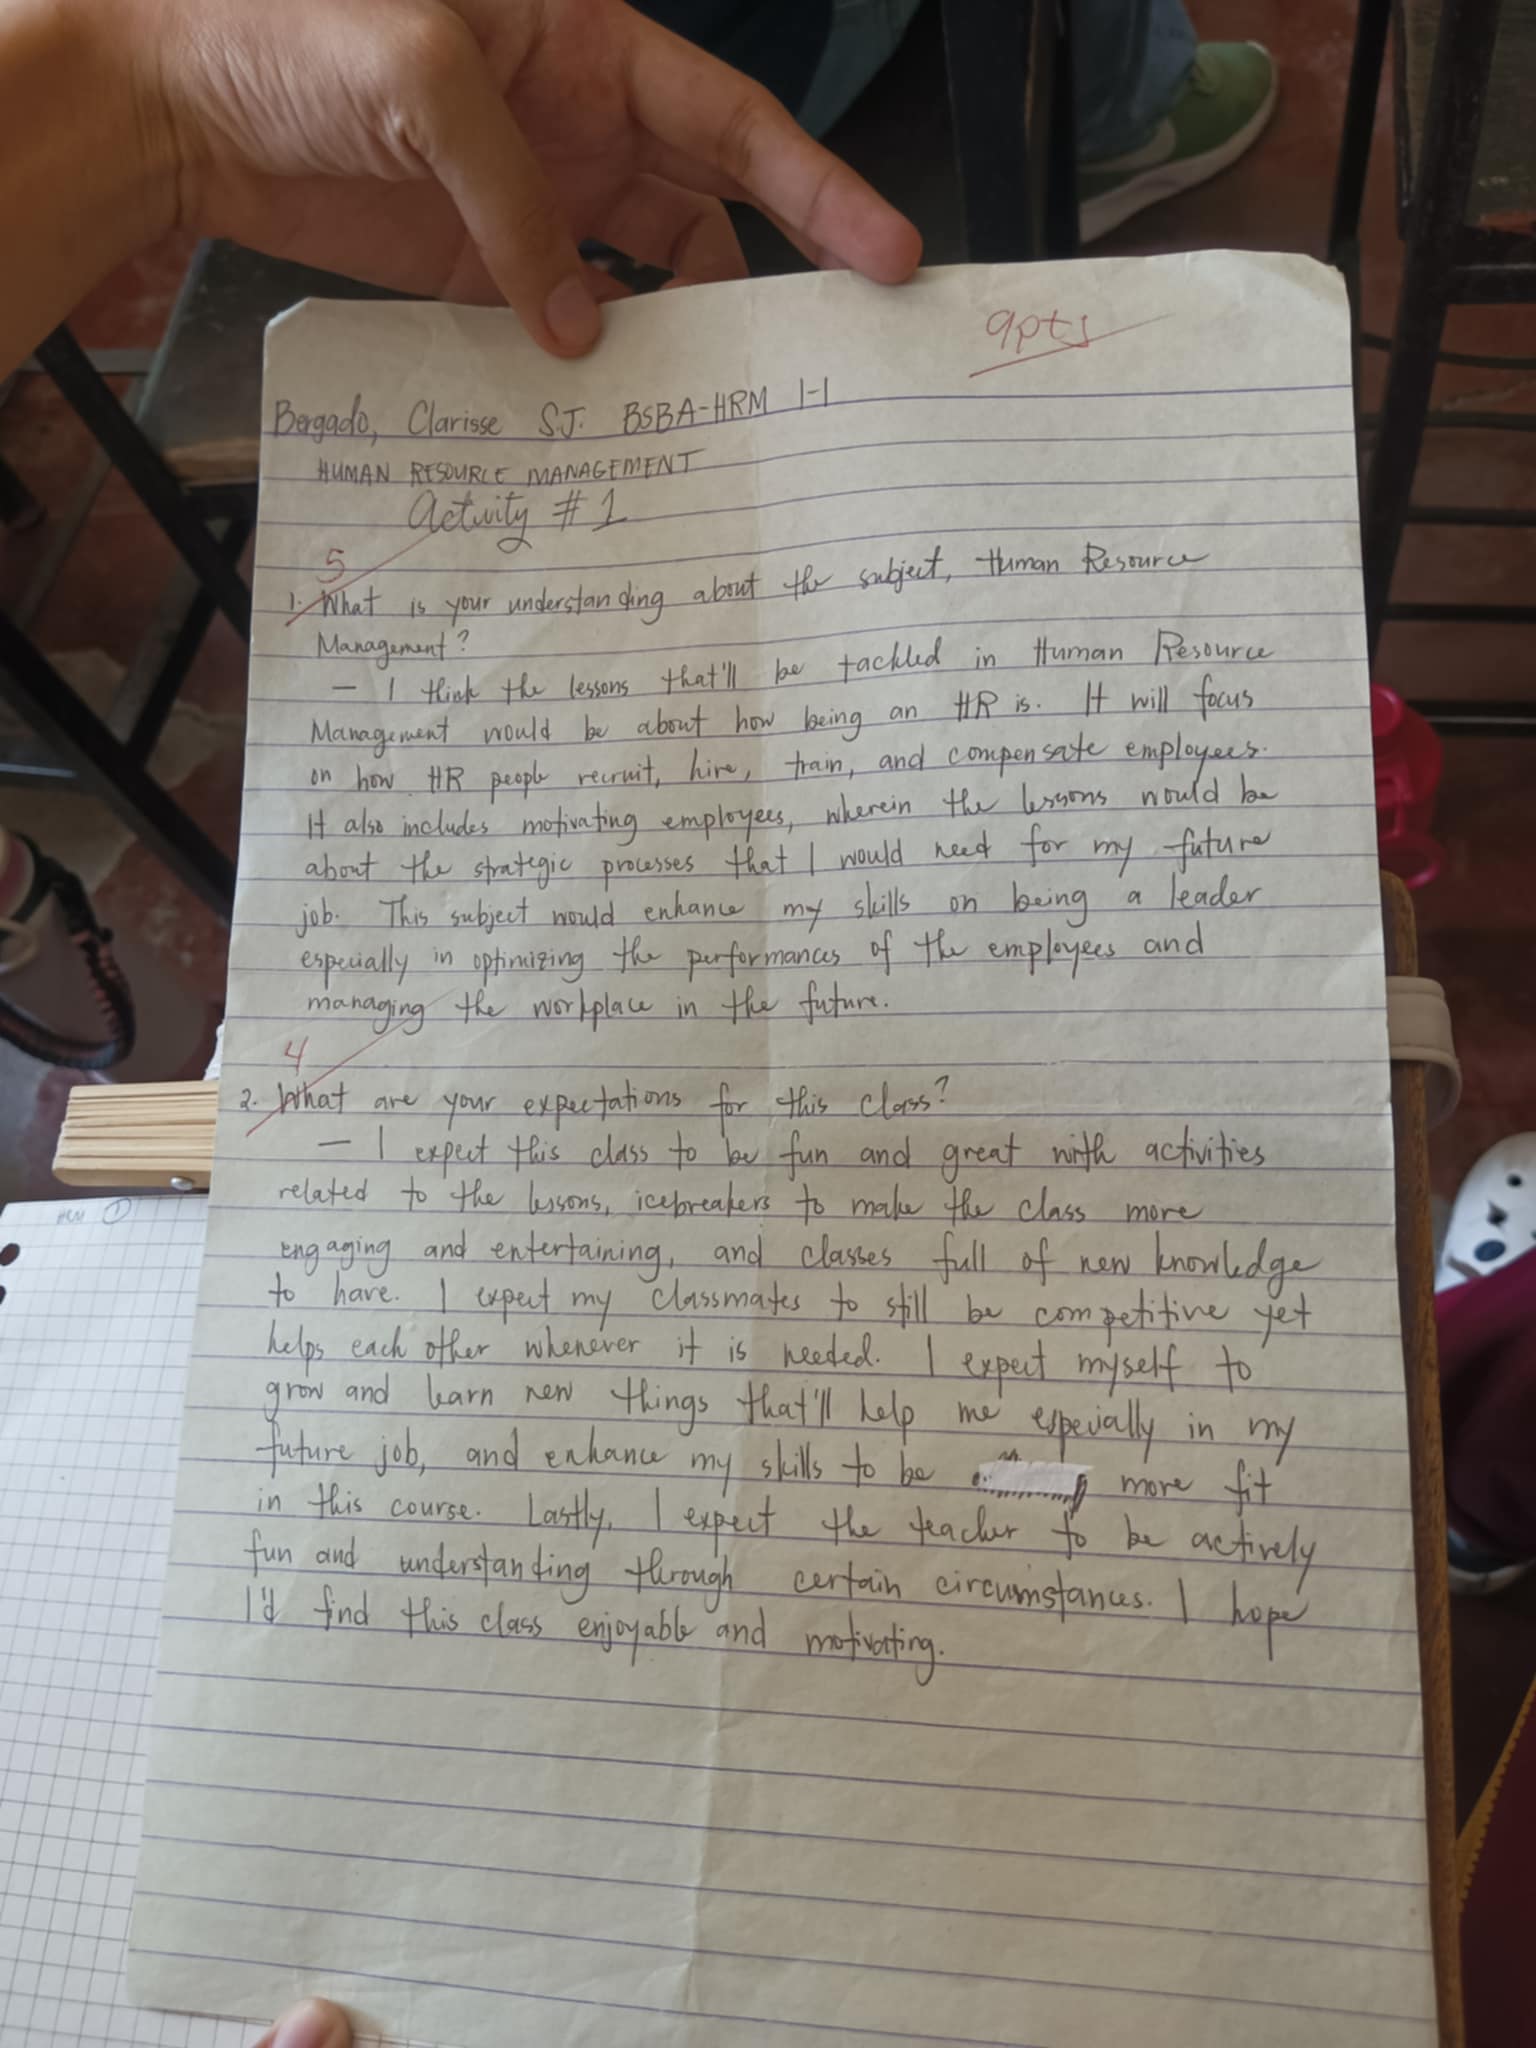 9pts
Bergado, Clarisse S.J. BSBA-HRM 1-1
HUMAN RESOURCE MANAGEMENT
Activity #1
5
1. What is your understanding about the subject, Human Resource
Management?
— I think the lessons that'll be tackled in Human Resource
Management would be about how being an HR is. It will focus
on how HR people recruit, hire, train, and compensate employees.
It also includes motivating employees, wherein the lessons would be
about the strategic processes that I would need for my future
job. This subject would enhance my skills on being a leader
especially in optimizing the performances of the employees and
managing the workplace in the future.
4
2. What are your expectations for this class?
— I expect this class to be fun and great with activities
related to the lessons, icebreakers to make the class more
engaging and entertaining, and classes full of new knowledge
to have. I expect my classmates to still be competitive yet
helps each other whenever it is needed. I expect myself to
grow and learn new things that'll help me especially in my
future job, and enhance my skills to be more fit
in this course. Lastly, I expect the teacher to be actively
fun and understanding through certain circumstances. I hope
I'd find this class enjoyable and motivating.
HRM 1